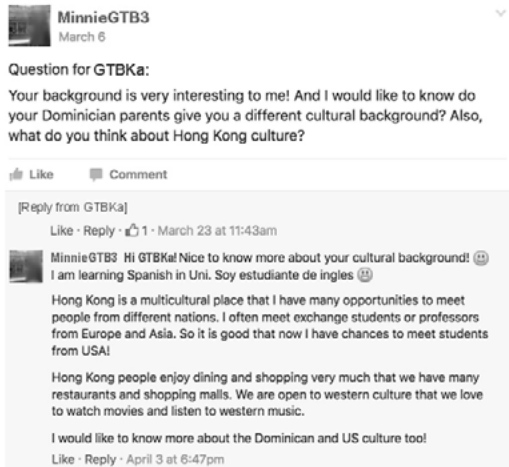 MinnieGTB3
March 6
Question for GTBKa:
Your background is very interesting to me! And I would like to know do
your Dominician parents give you a different cultural background? Also,
what do you think about Hong Kong culture?
Like Comment
[Reply from GTBKa]
Like · Reply · 1 · March 23 at 11:43am
MinnieGTB3 Hi GTBKa! Nice to know more about your cultural background!
I am learning Spanish in Uni. Soy estudiante de ingles
Hong Kong is a multicultural place that I have many opportunities to meet
people from different nations. I often meet exchange students or professors
from Europe and Asia. So it is good that now I have chances to meet students
from USA!
Hong Kong people enjoy dining and shopping very much that we have many
restaurants and shopping malls. We are open to western culture that we love
to watch movies and listen to western music.
I would like to know more about the Dominican and US culture too!
Like · Reply · April 3 at 6:47pm